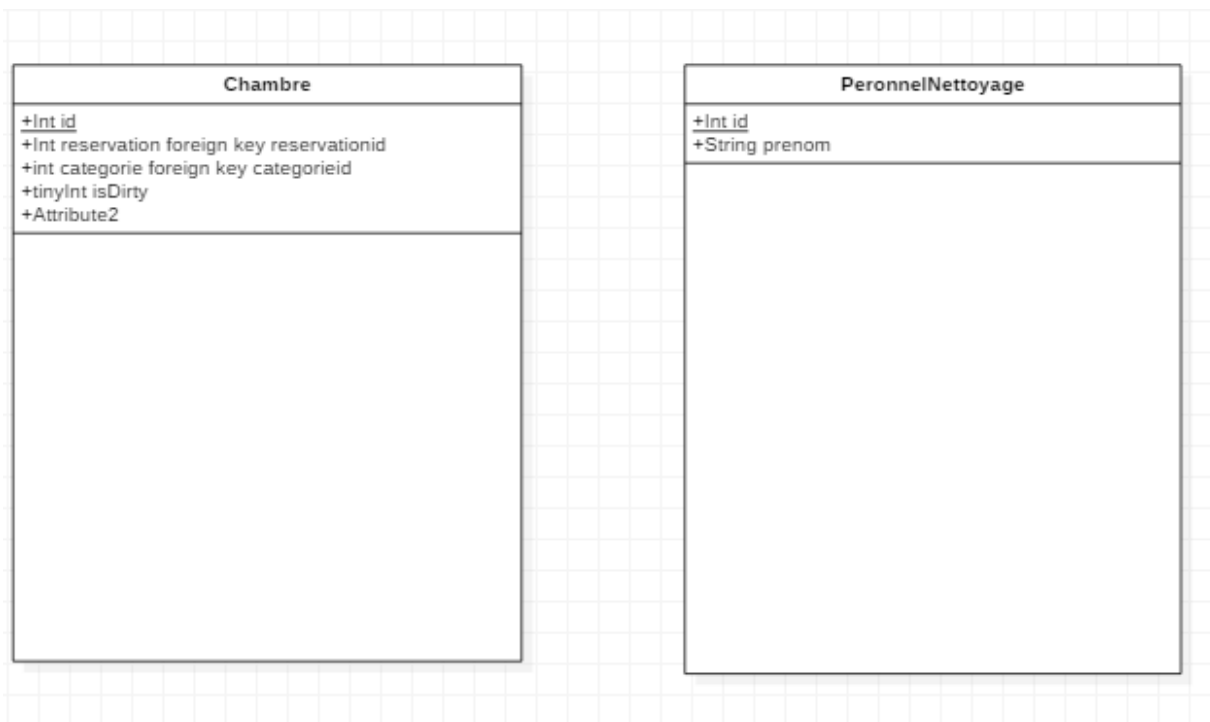 Chambre
+Int id
+Int reservation foreign key reservationid
+int categorie foreign key categorieid
+tinyInt isDirty
+Attribute2
PeronnelNettoyage
+Int id
+String prenom